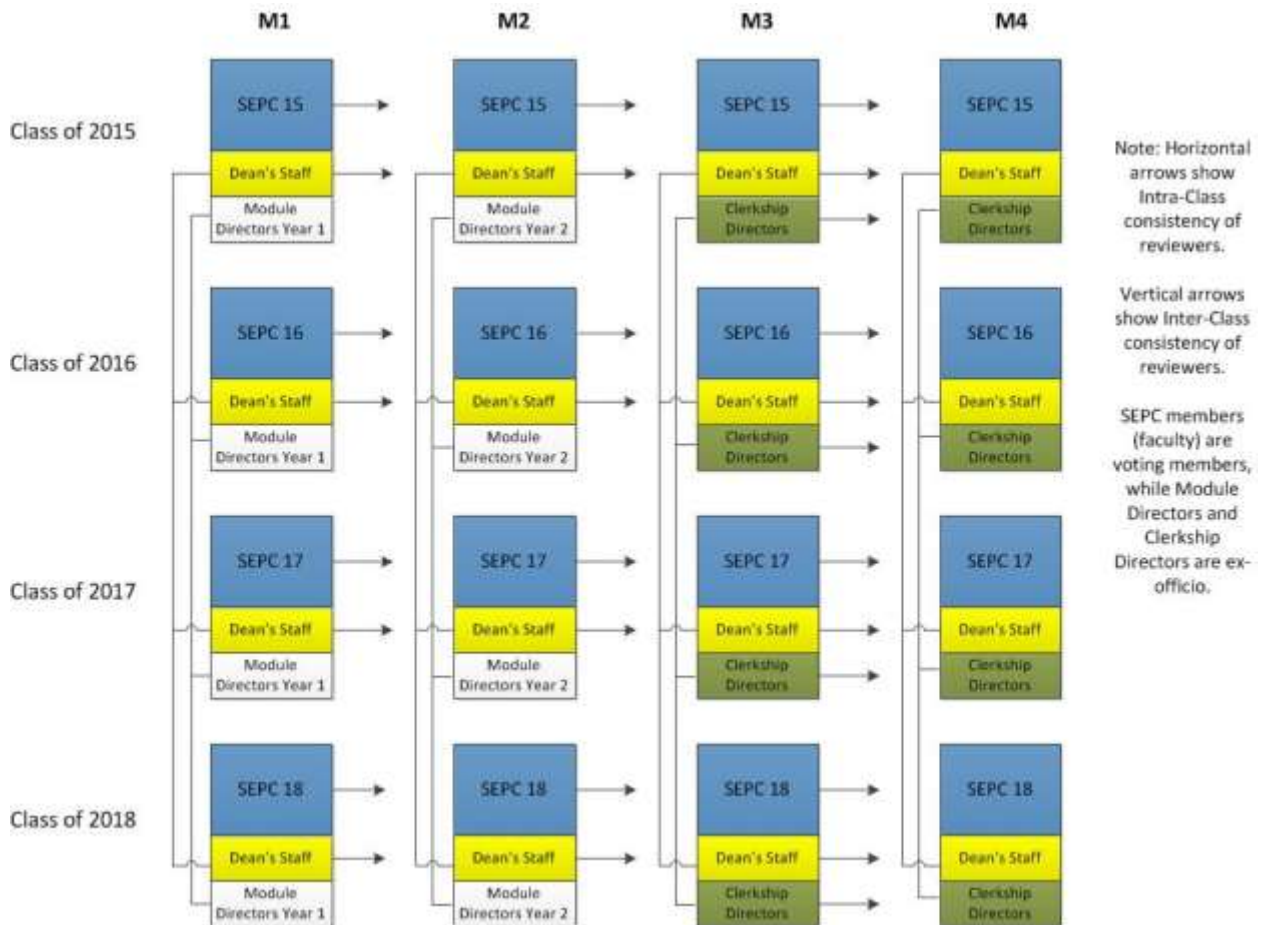 M1
M2
M3
M4
Class of 2015
SEPC 15
Dean's Staff
Module
Directors Year 1
SEPC 15
Dean's Staff
Module
Directors Year 2
SEPC 15
Dean's Staff
Clerkship
Directors
SEPC 15
Dean's Staff
Clerkship
Directors
Class of 2016
SEPC 16
Dean's Staff
Module
Directors Year 1
SEPC 16
Dean's Staff
Module
Directors Year 2
SEPC 16
Dean's Staff
Clerkship
Directors
SEPC 16
Dean's Staff
Clerkship
Directors
Class of 2017
SEPC 17
Dean's Staff
Module
Directors Year 1
SEPC 17
Dean's Staff
Module
Directors Year 2
SEPC 17
Dean's Staff
Clerkship
Directors
SEPC 17
Dean's Staff
Clerkship
Directors
Class of 2018
SEPC 18
Dean's Staff
Module
Directors Year 1
SEPC 18
Dean's Staff
Module
Directors Year 2
SEPC 18
Dean's Staff
Clerkship
Directors
SEPC 18
Dean's Staff
Clerkship
Directors
Note: Horizontal
arrows show
Intra-Class
consistency of
reviewers.
Vertical arrows
show Inter-Class
consistency of
reviewers.
SEPC members
(faculty) are
voting members,
while Module
Directors and
Clerkship
Directors are ex-
officio.